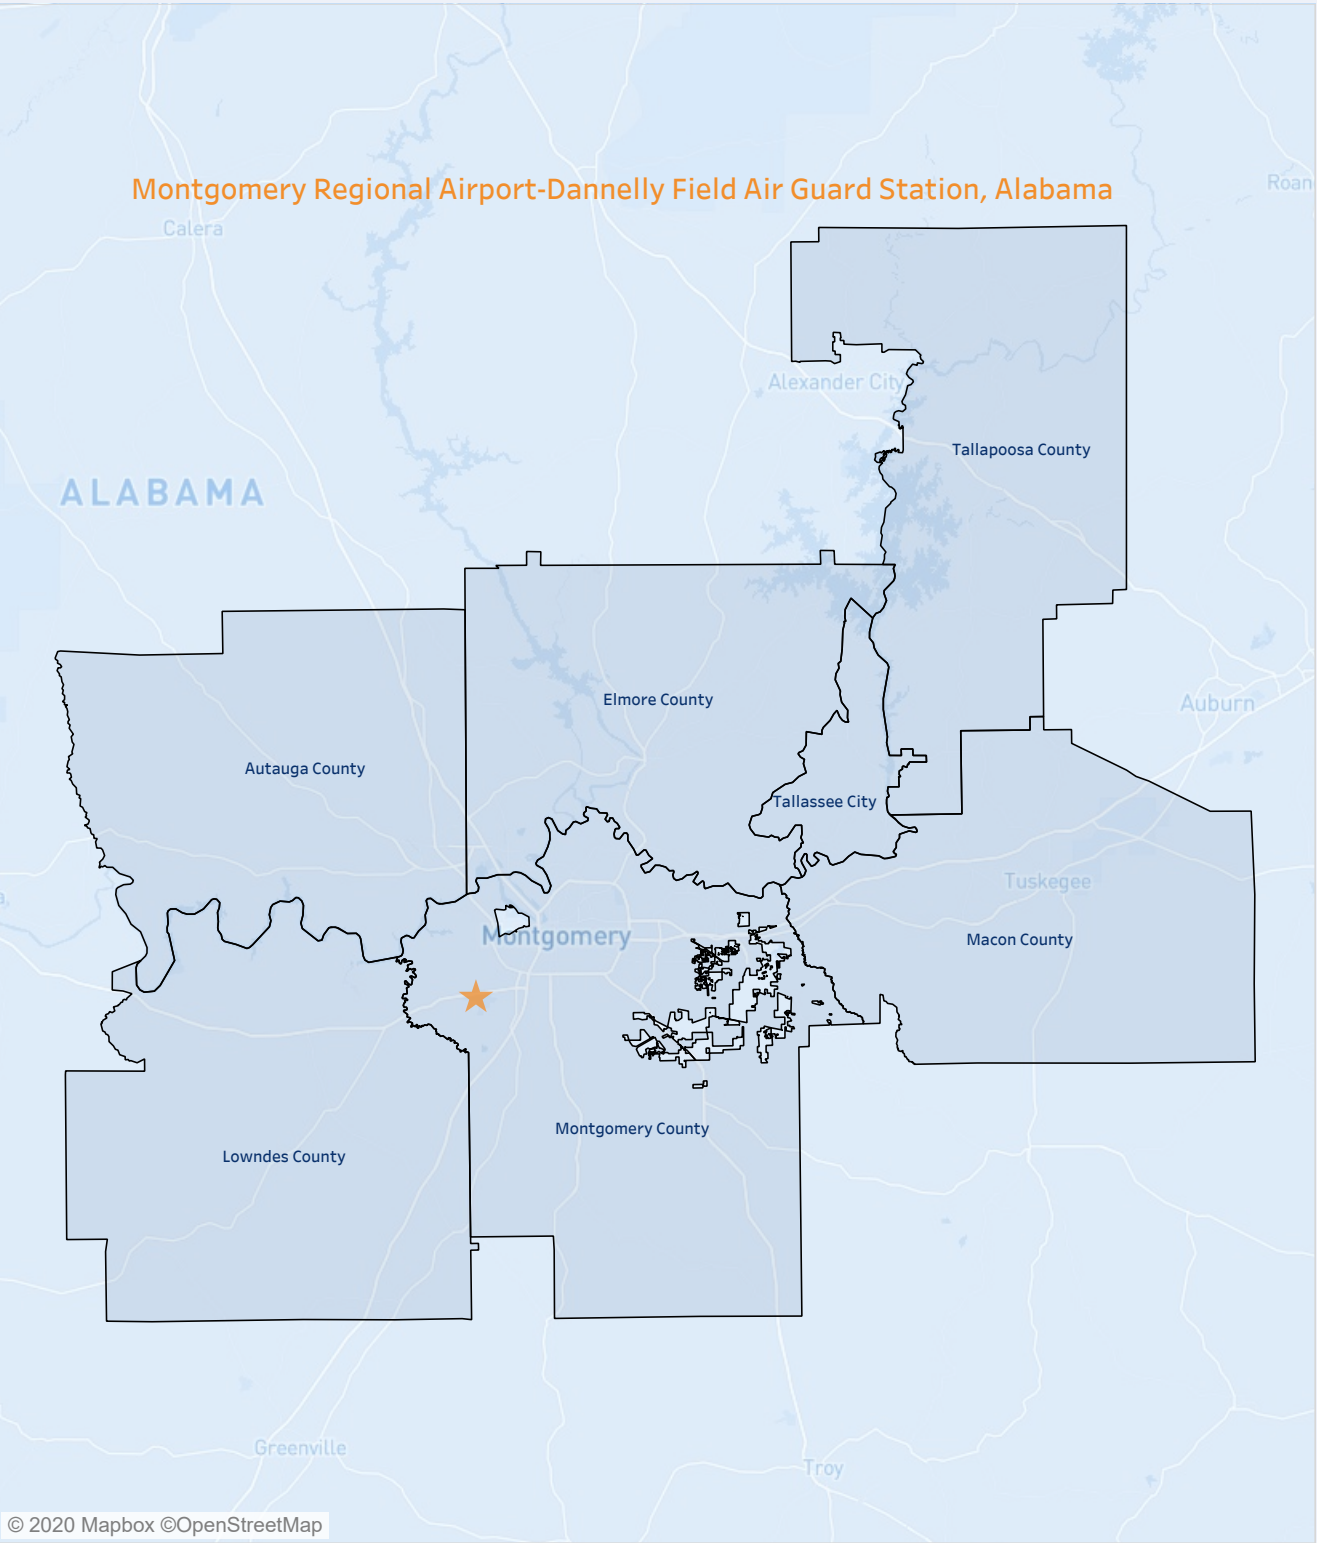 Montgomery Regional Airport-Dannelly Field Air Guard Station, Alabama
Roan
Calera
Alexander City
Tallapoosa County
ALABAMA
Elmore County
Auburn
Autauga County
Tallassee City
Tuskegee
a,
Montgomery
Macon County
Montgomery County
Lowndes County
Greenville
Troy
© 2020 Mapbox ©OpenStreetMap